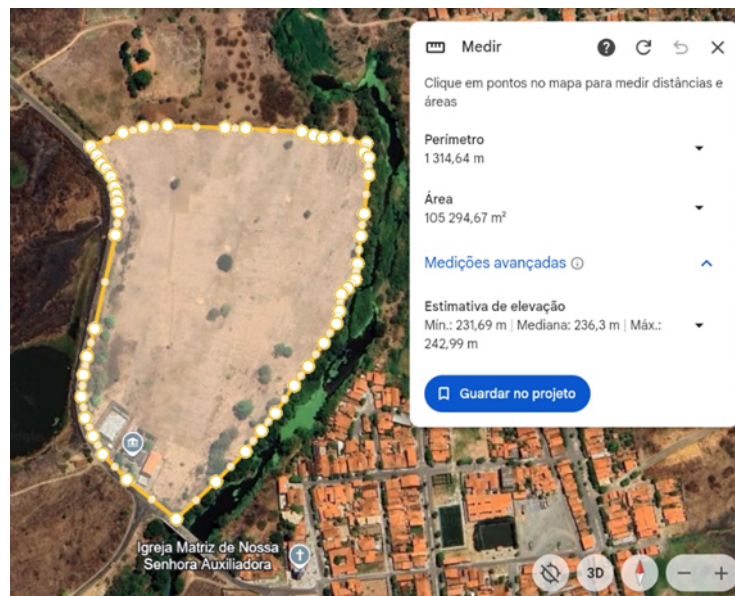 Medir
Clique em pontos no mapa para medir distâncias e
áreas
Perímetro
1 314,64 m
Área
105 294,67 m²
Medições avançadas
Estimativa de elevação
Mín.: 231,69 m | Mediana: 236,3 m | Máx.:
242,99 m
Guardar no projeto
Igreja Matriz de Nossa
Senhora Auxiliadora
3D